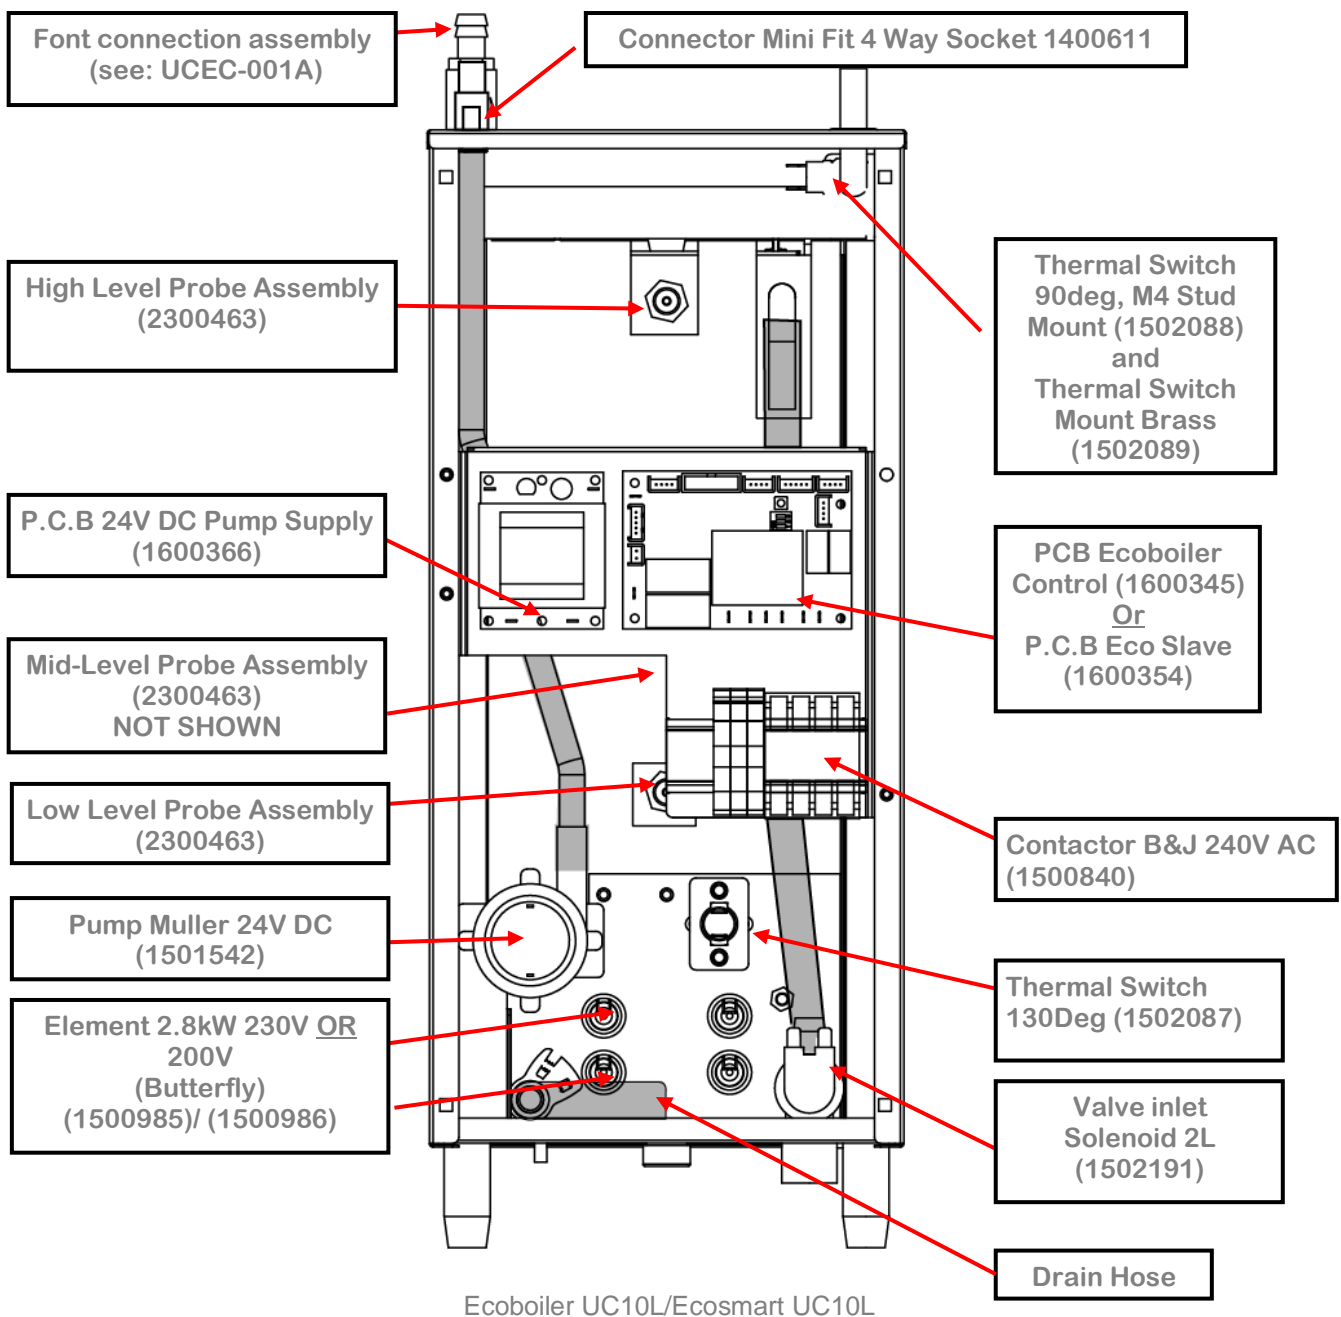 Font connection assembly
(see: UCEC-001A)
Connector Mini Fit 4 Way Socket 1400611
High Level Probe Assembly
(2300463)
Thermal Switch
90deg, M4 Stud
Mount (1502088)
and
Thermal Switch
Mount Brass
(1502089)
P.C.B 24V DC Pump Supply
(1600366)
PCB Ecoboiler
Control (1600345)
Or
P.C.B Eco Slave
(1600354)
Mid-Level Probe Assembly
(2300463)
NOT SHOWN
Low Level Probe Assembly
(2300463)
Contactor B&J 240V AC
(1500840)
Pump Muller 24V DC
(1501542)
Thermal Switch
130Deg (1502087)
Element 2.8kW 230V OR
200V
(Butterfly)
(1500985)/ (1500986)
Valve inlet
Solenoid 2L
(1502191)
Drain Hose
Ecoboiler UC10L/Ecosmart UC10L